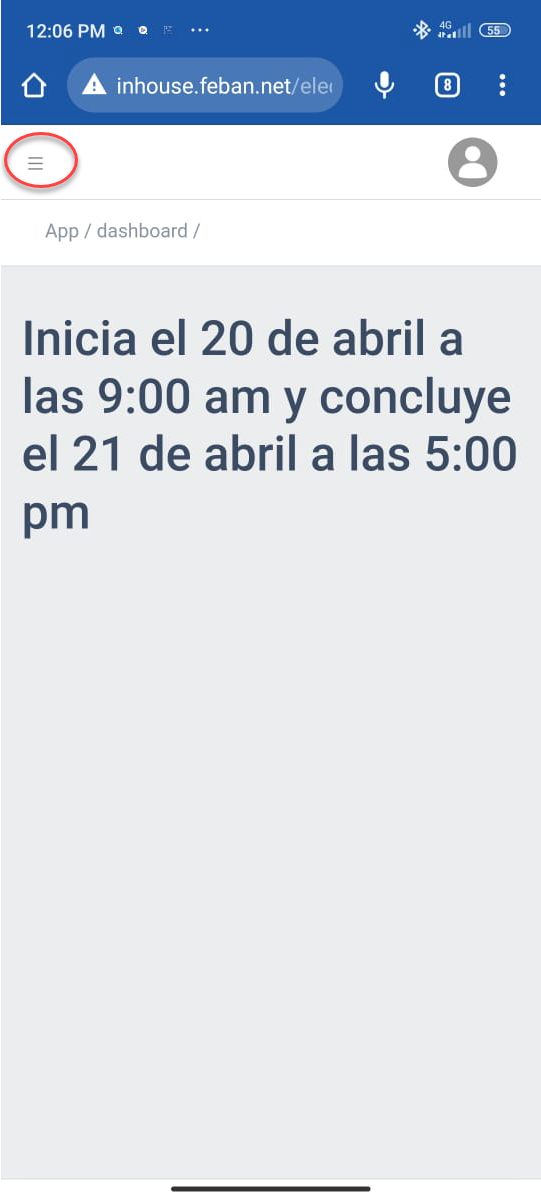 12:06 PM
4G
55
inhouse.feban.net/ele
8
App / dashboard /
Inicia el 20 de abril a
las 9:00 am y concluye
el 21 de abril a las 5:00
pm